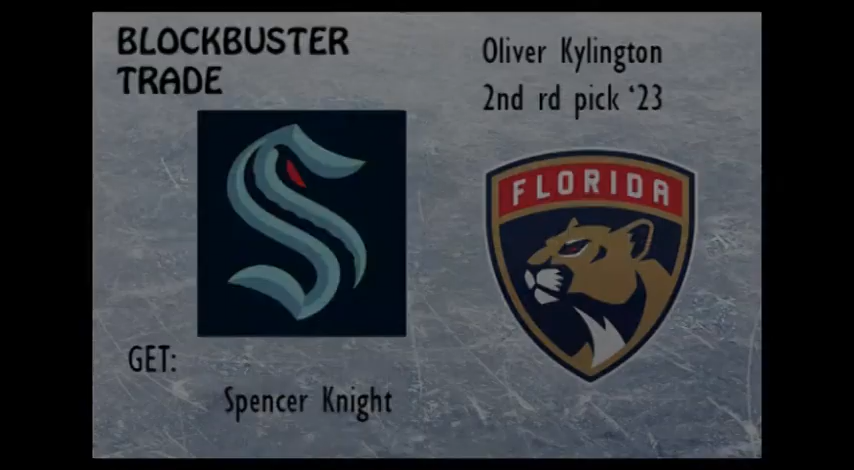 BLOCKBUSTER
TRADE
Oliver Kylington
2nd rd pick '23
FLORIDA
GET:
Spencer Knight